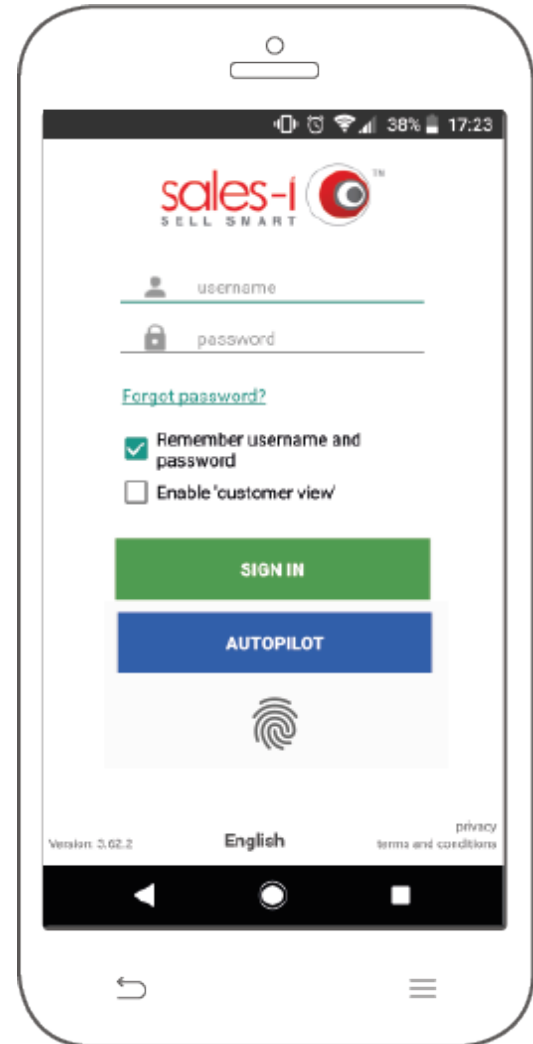 38% 17:23
sales-i TM
SELL SMART
username
password
Forgot password?
Remember username and
password
Enable 'customer view'
SIGN IN
AUTOPILOT
privacy
Version: 3.62.2 English terms and conditions